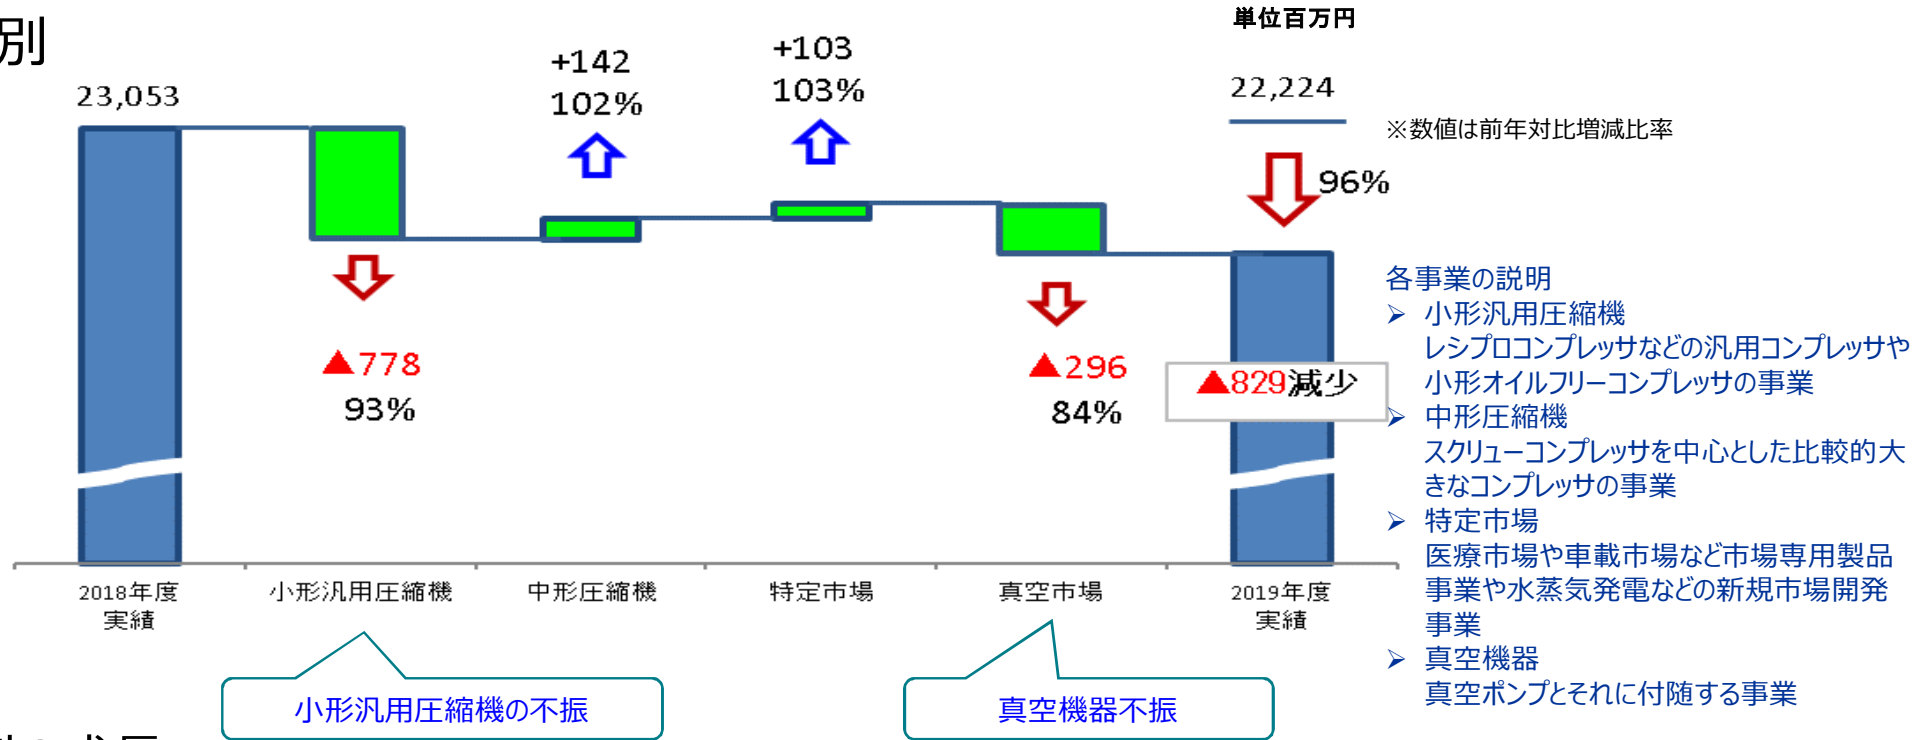 別
単位百万円
23,053
+142
102%
+103
103%
22,224
※数値は前年対比増減比率
96%
▲778
93%
▲296
84%
▲829減少
2018年度
実績
小形汎用圧縮機
中形圧縮機
特定市場
真空市場
2019年度
実績
小形汎用圧縮機の不振
真空機器不振
各事業の説明
➢ 小形汎用圧縮機
レシプロコンプレッサなどの汎用コンプレッサや
小形オイルフリーコンプレッサの事業
➢ 中形圧縮機
スクリューコンプレッサを中心とした比較的大
きなコンプレッサの事業
➢ 特定市場
医療市場や車載市場など市場専用製品
事業や水蒸気発電などの新規市場開発
事業
➢ 真空機器
真空ポンプとそれに付随する事業